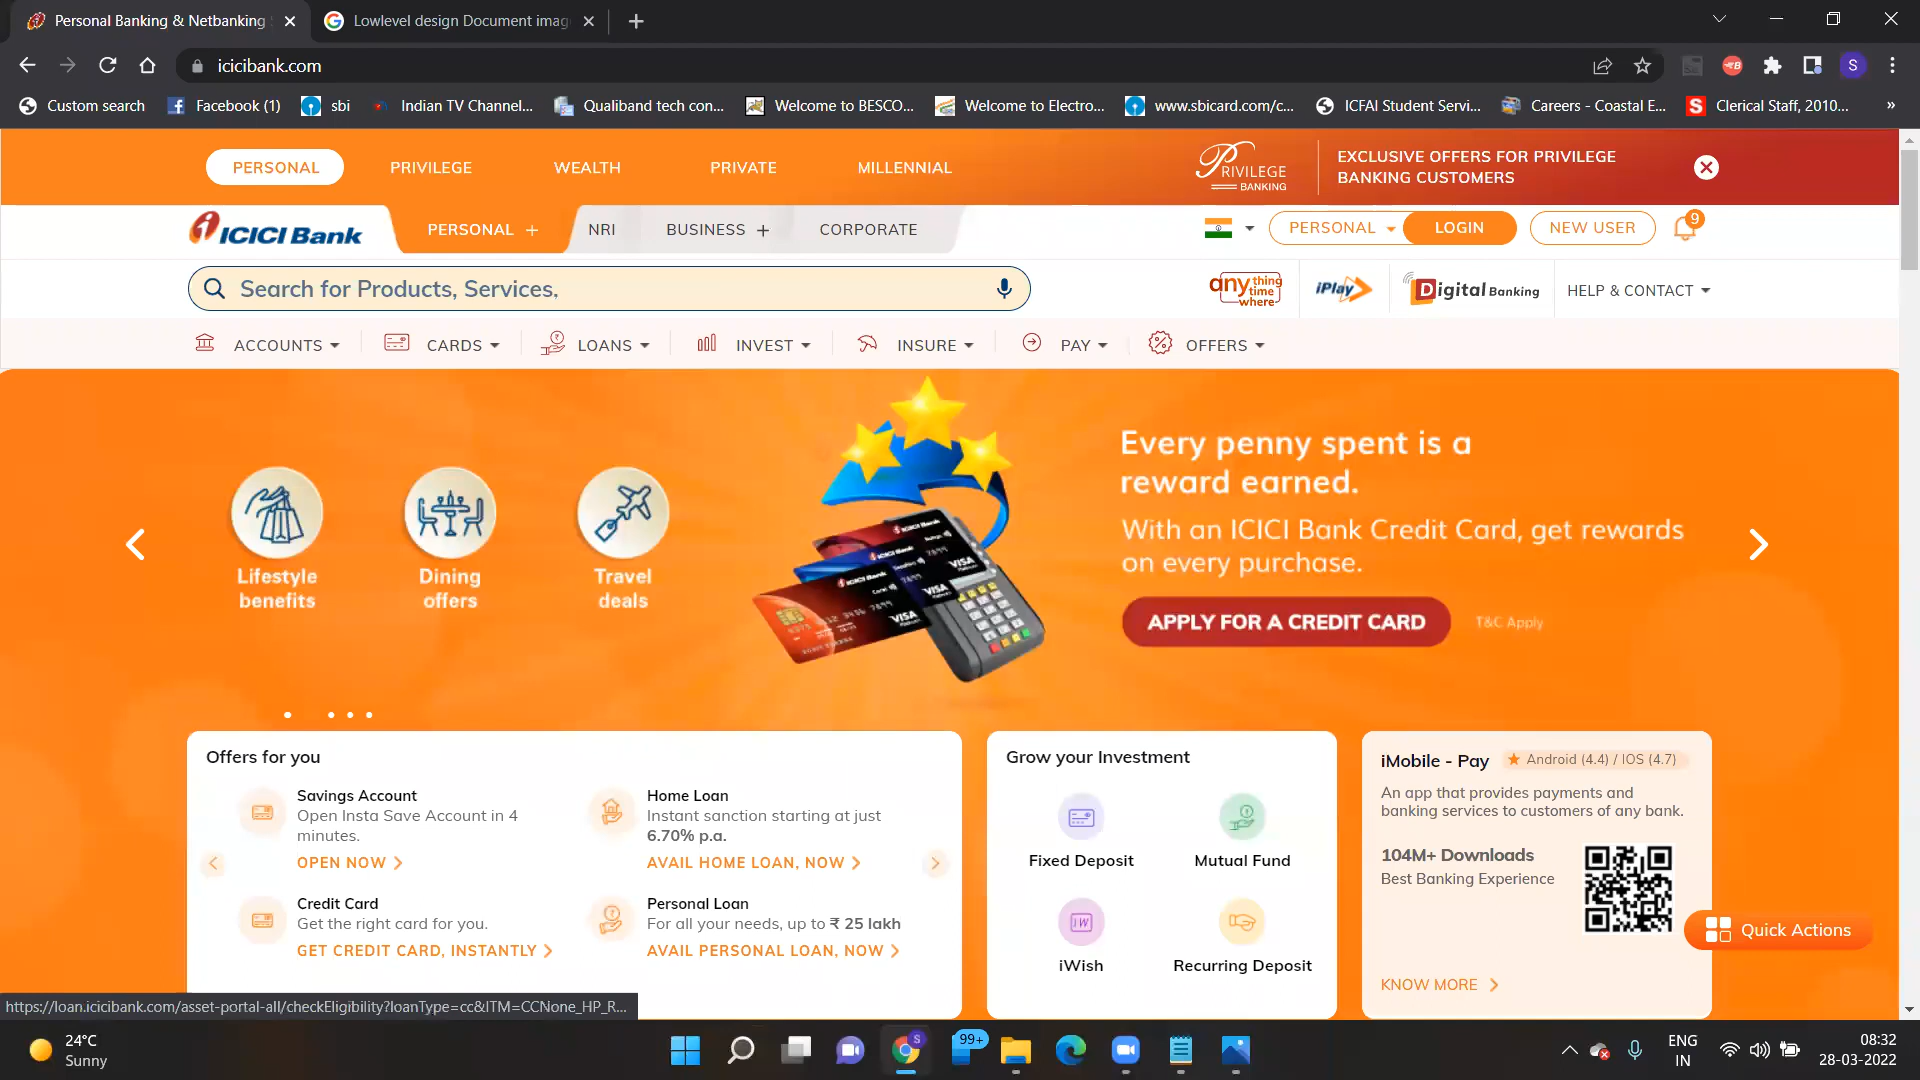 Personal Banking & Netbanking
Lowlevel design Document imag
icicibank.com
S
Custom search
Facebook (1)
sbi
Indian TV Channel...
Qualiband tech con...
Welcome to BESCO...
Welcome to Electro...
www.sbicard.com/c...
ICFAI Student Servi...
Careers - Coastal E...
Clerical Staff, 2010...
»
PERSONAL
PRIVILEGE
WEALTH
PRIVATE
MILLENNIAL
PRIVILEGE
BANKING
EXCLUSIVE OFFERS FOR PRIVILEGE
BANKING CUSTOMERS
ICICI Bank
PERSONAL +
NRI
BUSINESS +
CORPORATE
PERSONAL
LOGIN
NEW USER
9
Search for Products, Services,
anything
time
where
iPlay
Digital Banking
HELP & CONTACT
ACCOUNTS
CARDS
LOANS
INVEST
INSURE
PAY
OFFERS
Lifestyle
benefits
Dining
offers
Travel
deals
ICICI Bank
VISA
Every penny spent is a
reward earned.
With an ICICI Bank Credit Card, get rewards
on every purchase.
APPLY FOR A CREDIT CARD
T&C Apply
Offers for you
Savings Account
Open Insta Save Account in 4
minutes.
OPEN NOW
Home Loan
Instant sanction starting at just
6.70% p.a.
AVAIL HOME LOAN, NOW
Credit Card
Get the right card for you.
GET CREDIT CARD, INSTANTLY
Personal Loan
For all your needs, up to ₹ 25 lakh
AVAIL PERSONAL LOAN, NOW
Grow your Investment
Fixed Deposit
Mutual Fund
iWish
Recurring Deposit
iMobile - Pay
Android (4.4) / IOS (4.7)
An app that provides payments and
banking services to customers of any bank.
104M+ Downloads
Best Banking Experience
KNOW MORE
Quick Actions
https://loan.icicibank.com/asset-portal-all/checkEligibility?loanType=cc&ITM=CCNone_HP_R...
24°C
Sunny
99+
ENG
IN
08:32
28-03-2022